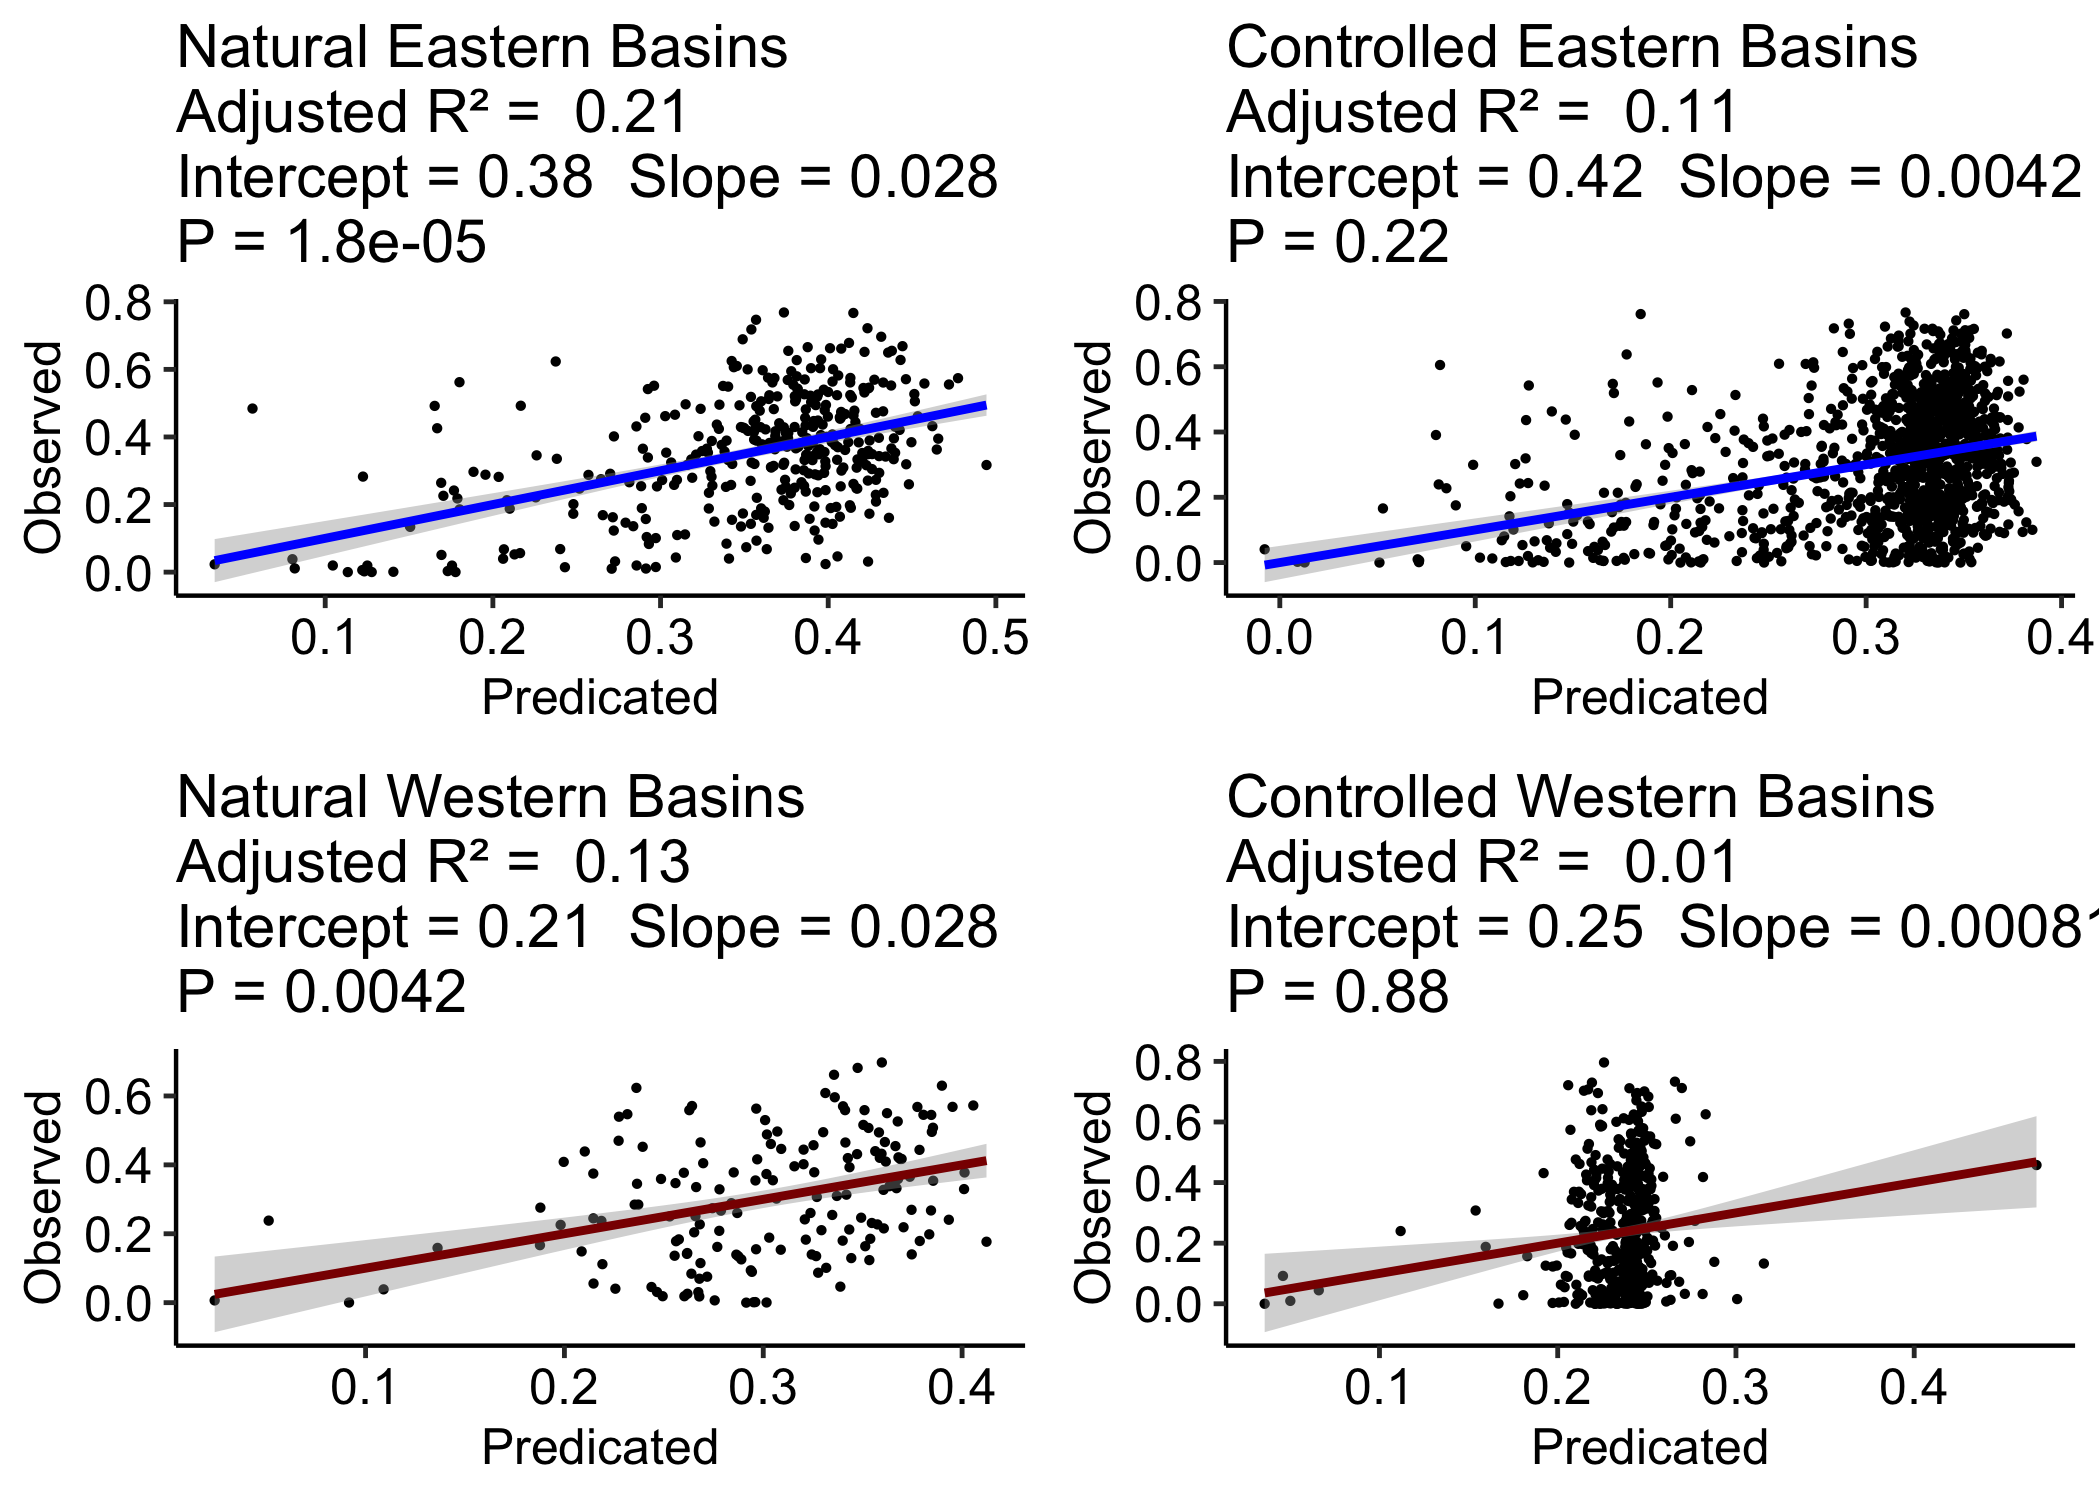 Natural Eastern Basins
Adjusted R² =  0.21
Intercept = 0.38  Slope = 0.028
P = 1.8e-05
0.8
0.6
0.4
0.2
0.0
Observed
0.1 0.2 0.3 0.4 0.5
Predicated
Controlled Eastern Basins
Adjusted R² =  0.11
Intercept = 0.42  Slope = 0.0042
P = 0.22
0.8
0.6
0.4
0.2
0.0
Observed
0.0 0.1 0.2 0.3 0.4
Predicated
Natural Western Basins
Adjusted R² =  0.13
Intercept = 0.21  Slope = 0.028
P = 0.0042
0.6
0.4
0.2
0.0
Observed
0.1 0.2 0.3 0.4
Predicated
Controlled Western Basins
Adjusted R² =  0.01
Intercept = 0.25  Slope = 0.00081
P = 0.88
0.8
0.6
0.4
0.2
0.0
Observed
0.1 0.2 0.3 0.4
Predicated